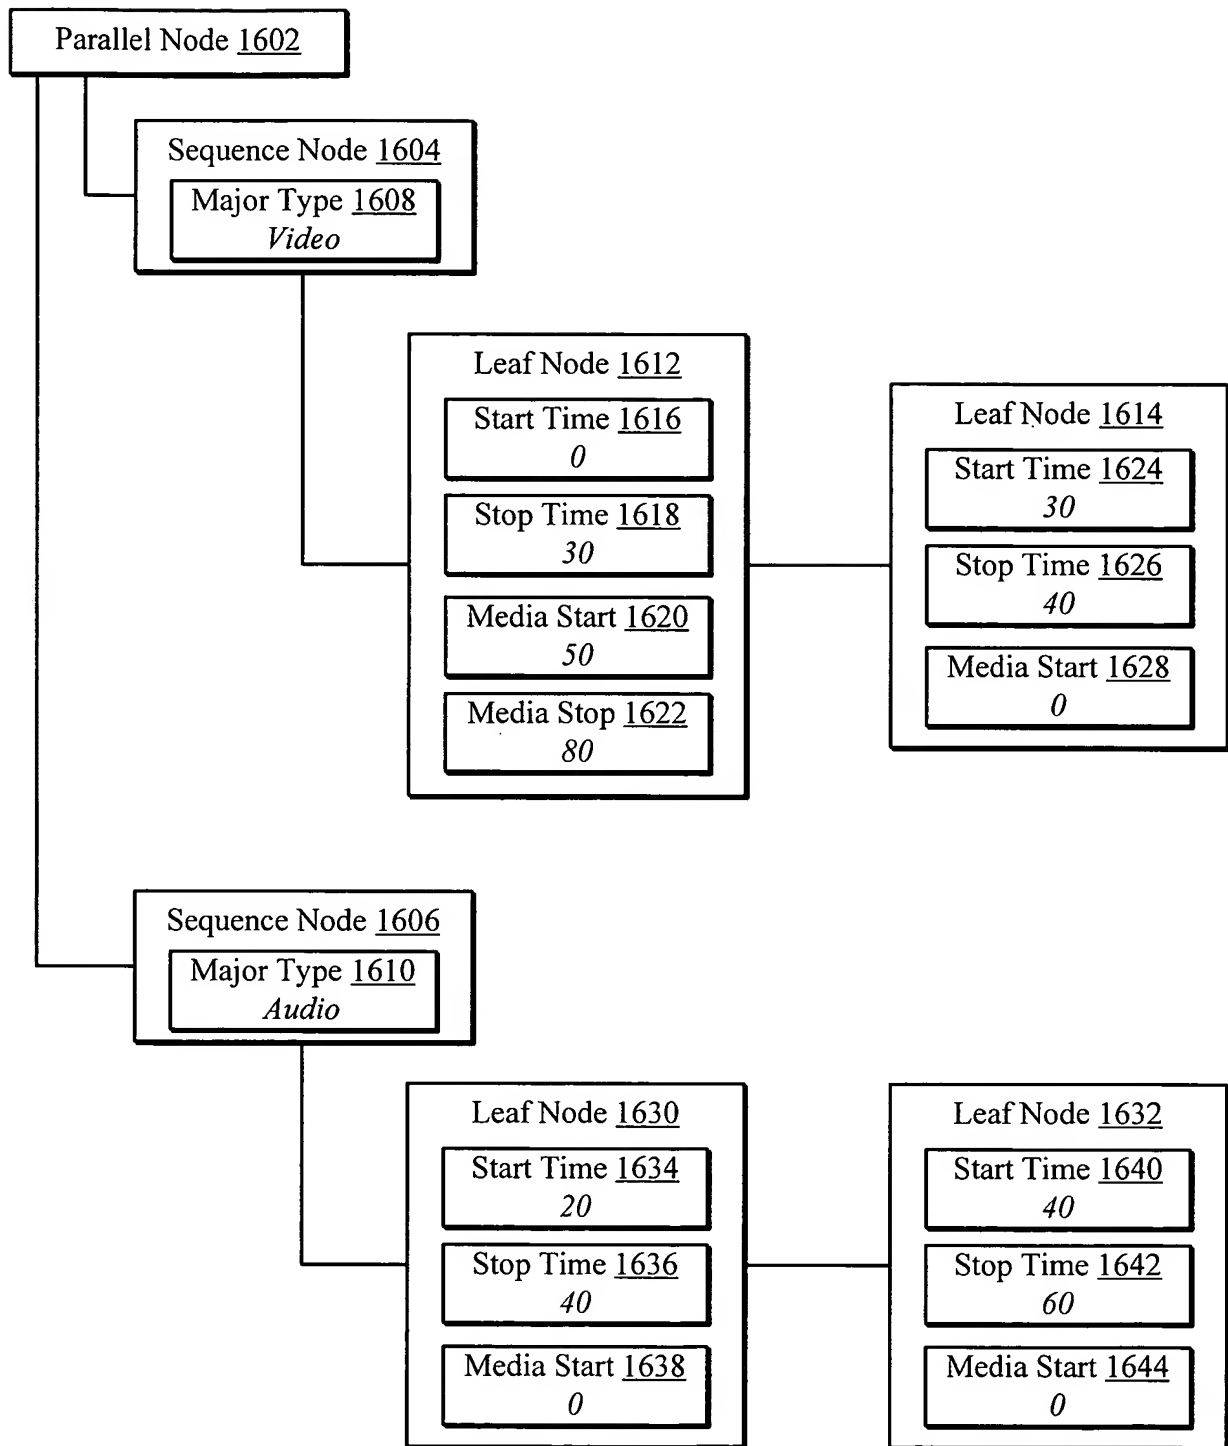 Parallel Node 1602
Sequence Node 1604
Major Type 1608
Video
Leaf Node 1612
Start Time 1616
0
Stop Time 1618
30
Media Start 1620
50
Media Stop 1622
80
Leaf Node 1614
Start Time 1624
30
Stop Time 1626
40
Media Start 1628
0
Sequence Node 1606
Major Type 1610
Audio
Leaf Node 1630
Start Time 1634
20
Stop Time 1636
40
Media Start 1638
0
Leaf Node 1632
Start Time 1640
40
Stop Time 1642
60
Media Start 1644
0